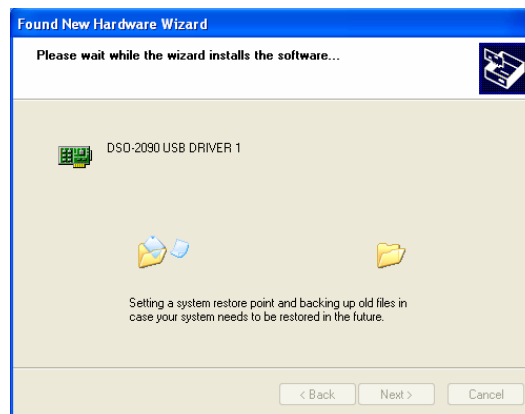 Found New Hardware Wizard
Please wait while the wizard installs the software...
DSO-2090 USB DRIVER 1
Setting a system restore point and backing up old files in
case your system needs to be restored in the future.
< Back
Next >
Cancel